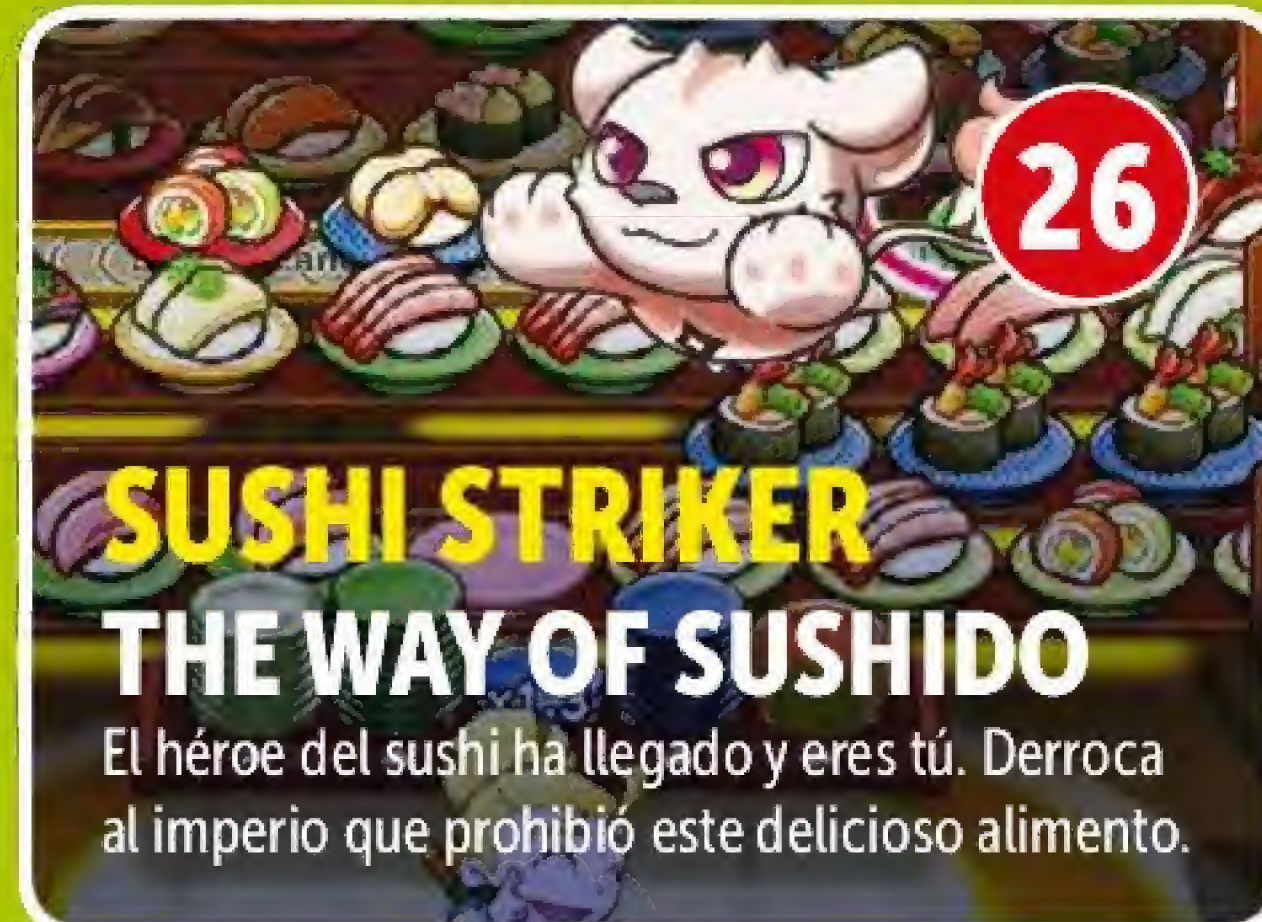 26
SUSHI STRIKER
THE WAY OF SUSHIDO
El héroe del sushi ha llegado y eres tú. Derroca
al imperio que prohibió este delicioso alimento.